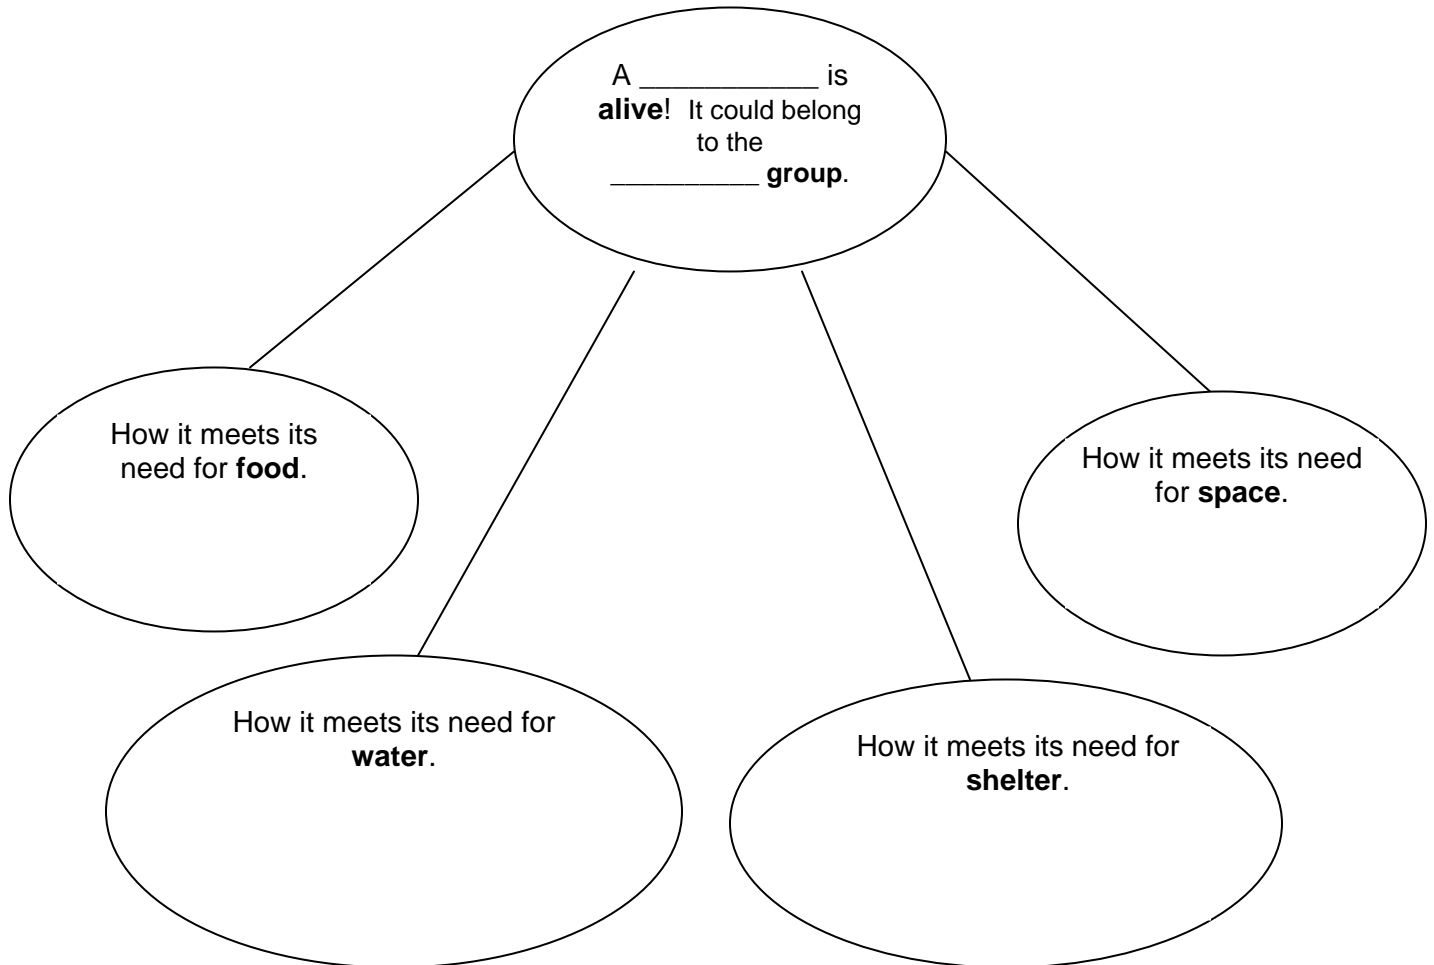 A ____________ is
alive! It could belong
to the
__________ group.
How it meets its
need for food.
How it meets its need
for space.
How it meets its need for
water.
How it meets its need for
shelter.